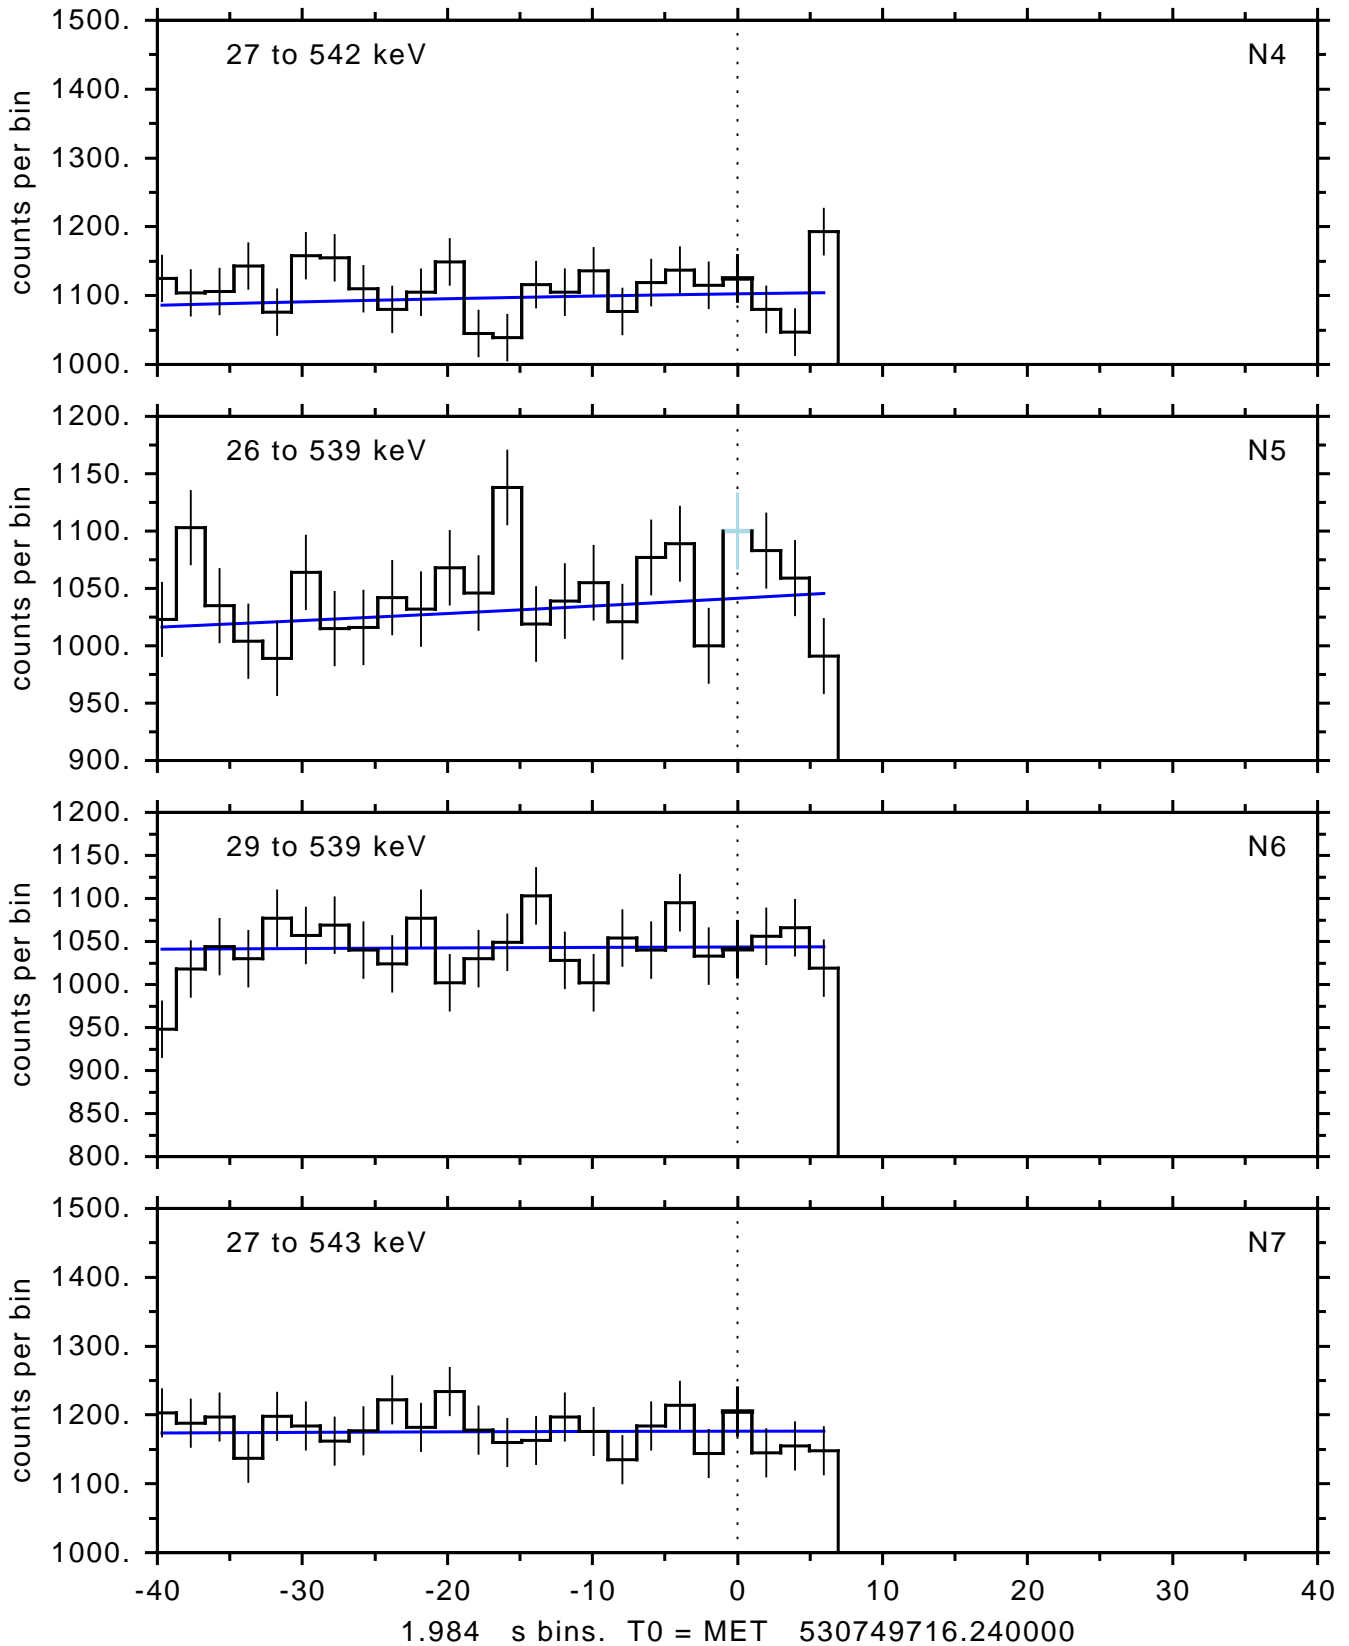 1500.
27 to 542 keV N4
1400.
1300.
1200.
1100.
1000.
counts per bin
1200.
26 to 539 keV N5
1150.
1100.
1050.
1000.
950.
900.
counts per bin
1200.
29 to 539 keV N6
1150.
1100.
1050.
1000.
950.
900.
850.
800.
counts per bin
1500.
27 to 543 keV N7
1400.
1300.
1200.
1100.
1000.
counts per bin
-40 -30 -20 -10 0 10 20 30 40
1.984 s bins. T0 = MET 530749716.240000